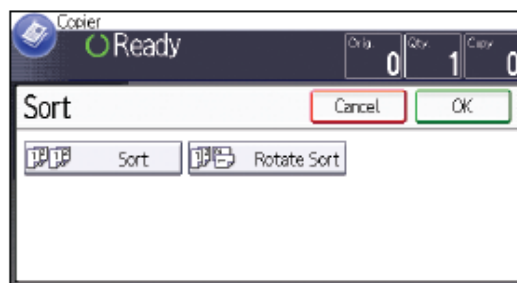 Copier
Ready
Orig. Qty. Copy
0 1 0
Sort Cancel OK
Sort Rotate Sort